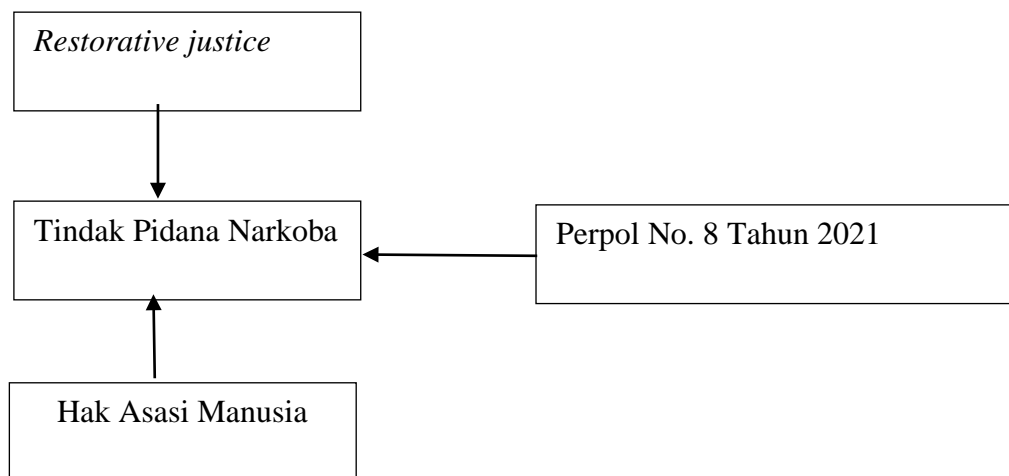 Restorative justice
Tindak Pidana Narkoba
Perpol No. 8 Tahun 2021
Hak Asasi Manusia